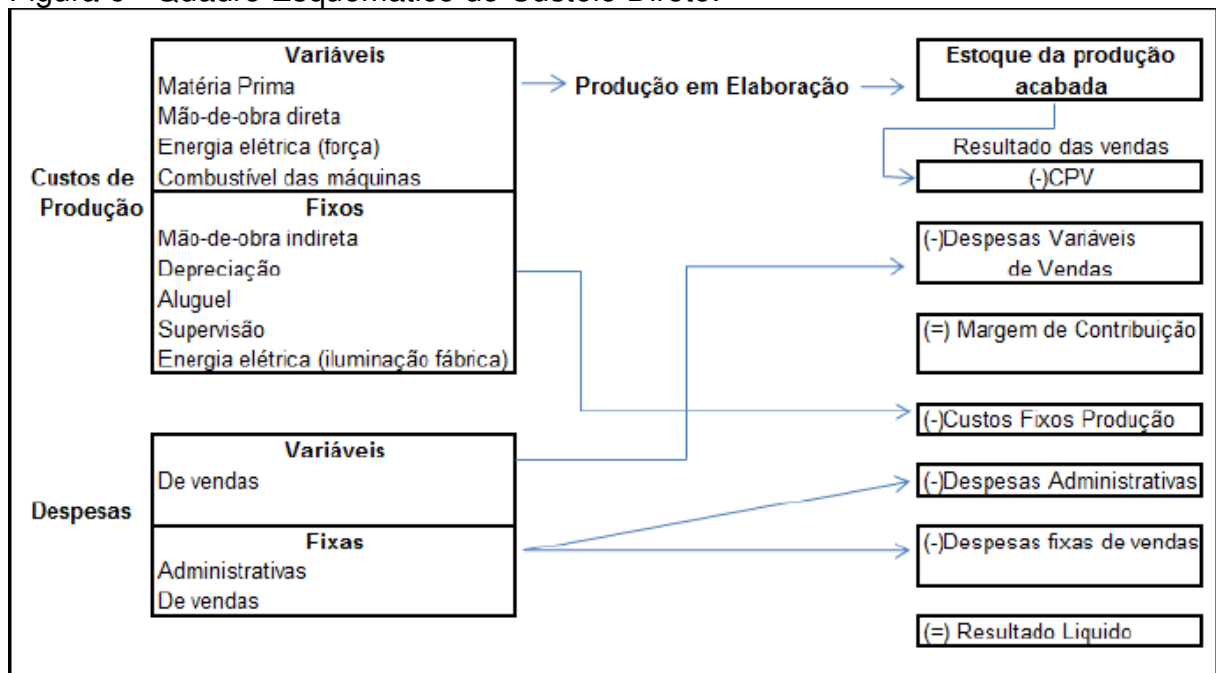 Figura 3 - Quadro Esquemático do Custeio Direto.
Variáveis
Matéria Prima
Mão-de-obra direta
Energia elétrica (força)
Combustível das máquinas
Custos de
Produção
Fixos
Mão-de-obra indireta
Depreciação
Aluguel
Supervisão
Energia elétrica (iluminação fábrica)
Produção em Elaboração
Estoque da produção
acabada
Resultado das vendas
(-)CPV
(-)Despesas Variáveis
de Vendas
(=) Margem de Contribuição
(-)Custos Fixos Produção
Despesas
Variáveis
De vendas
Fixas
Administrativas
De vendas
(-)Despesas Administrativas
(-)Despesas fixas de vendas
(=) Resultado Liquido